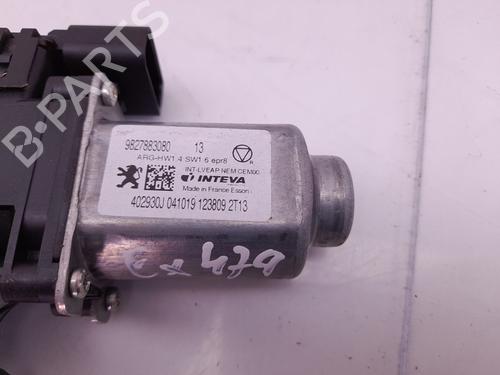 9827883080 13
ARG-HW1.4 SW1.6 epr8
INT-LVEAP NEM CEM00
INTEVA
Made in France Esson
402930J 041019 123809 2T13
479
B-PARTS